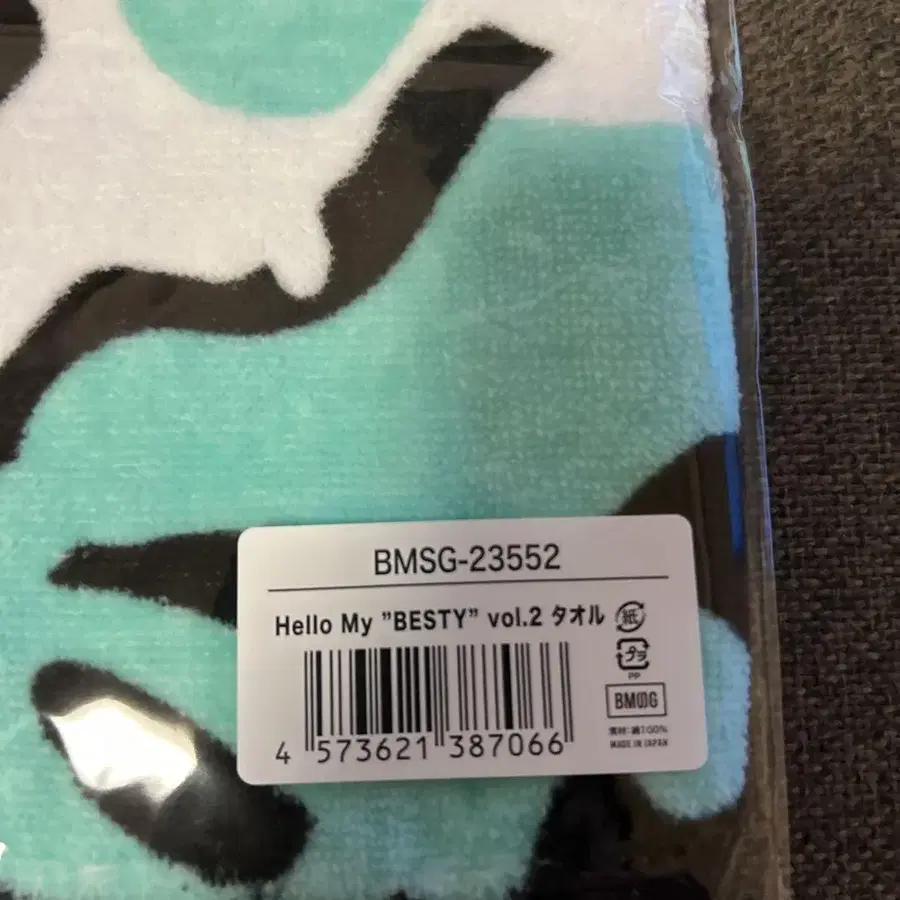 BMSG-23552
Hello My ”BESTY” vol.2 タオル
紙
プラ
PP
BMSG
4 573621 387066
素材:綿100%
MADE IN JAPAN